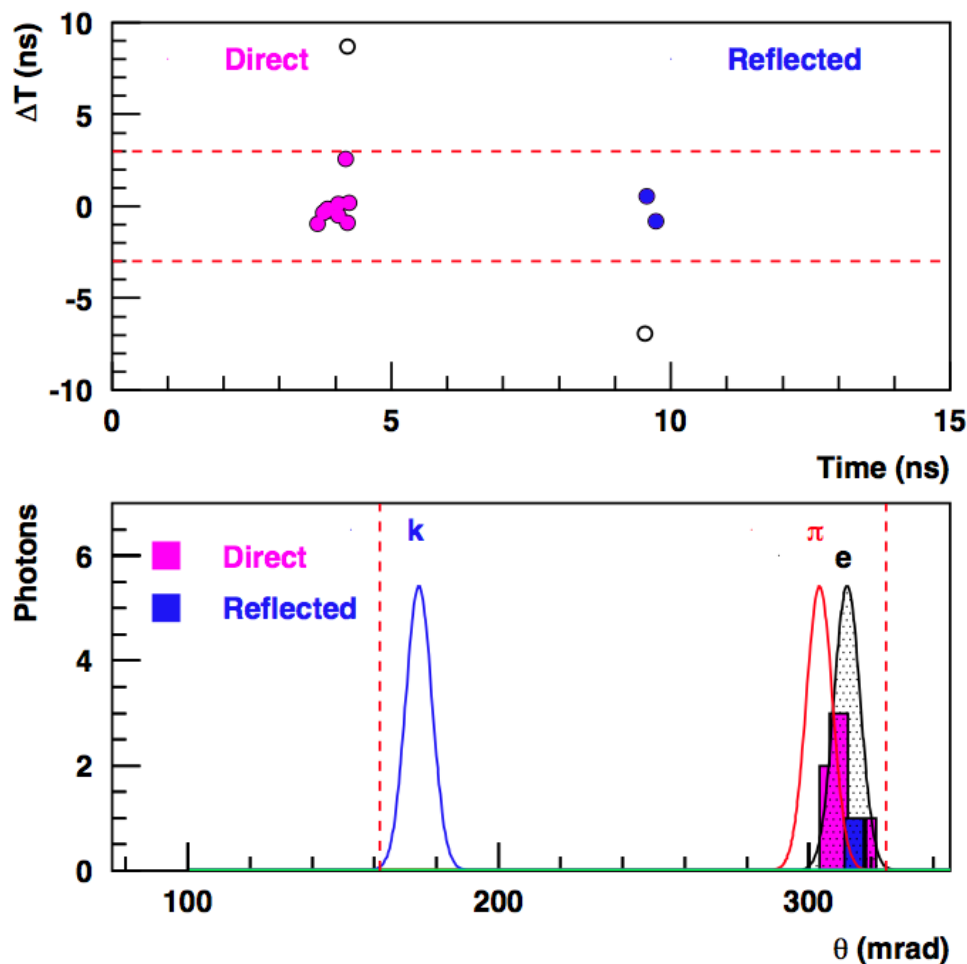 10
ΔT (ns)
Direct
Reflected
5
0
-5
-10
0
5
10
15
Time (ns)
Photons
k
π
e
6
Direct
Reflected
4
2
0
100
200
300
θ (mrad)